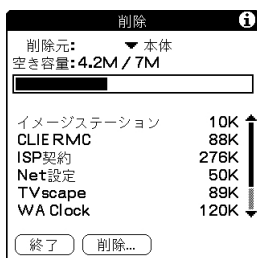 削除
削除元: 本体
空き容量:4.2M / 7M
イメージステーション 10K
CLIE RMC 88K
ISP契約 276K
Net設定 50K
TVscape 89K
WA Clock 120K
終了 削除...